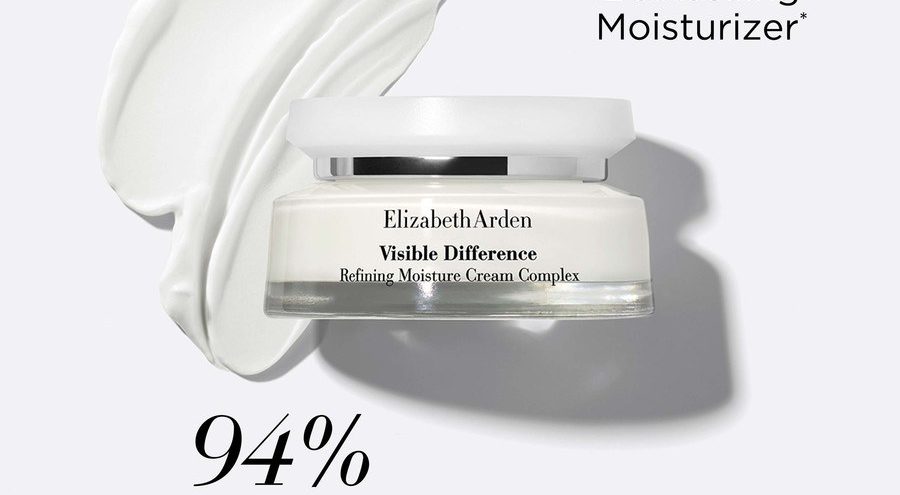 Moisturizer*
ElizabethArden
Visible Difference
Refining Moisture Cream Complex
94%